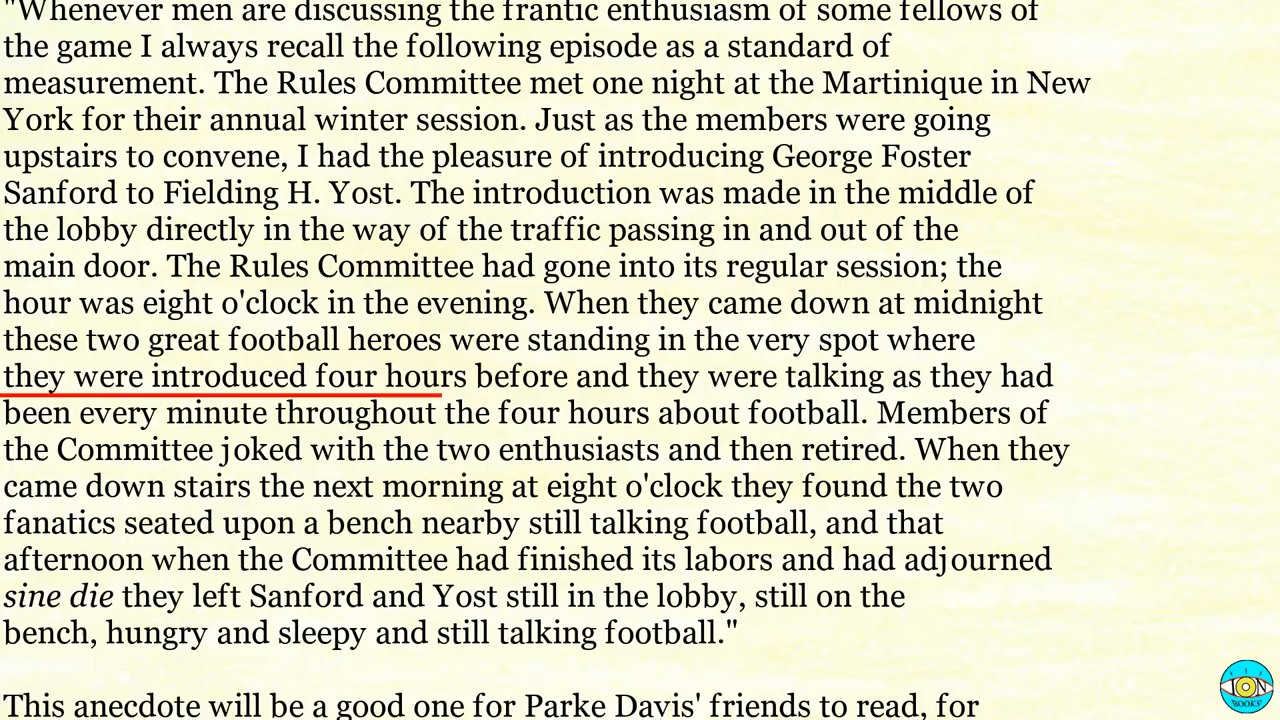 "Whenever men are discussing the frantic enthusiasm of some fellows of
the game I always recall the following episode as a standard of
measurement. The Rules Committee met one night at the Martinique in New
York for their annual winter session. Just as the members were going
upstairs to convene, I had the pleasure of introducing George Foster
Sanford to Fielding H. Yost. The introduction was made in the middle of
the lobby directly in the way of the traffic passing in and out of the
main door. The Rules Committee had gone into its regular session; the
hour was eight o'clock in the evening. When they came down at midnight
these two great football heroes were standing in the very spot where
they were introduced four hours before and they were talking as they had
been every minute throughout the four hours about football. Members of
the Committee joked with the two enthusiasts and then retired. When they
came down stairs the next morning at eight o'clock they found the two
fanatics seated upon a bench nearby still talking football, and that
afternoon when the Committee had finished its labors and had adjourned
sine die they left Sanford and Yost still in the lobby, still on the
bench, hungry and sleepy and still talking football."
This anecdote will be a good one for Parke Davis' friends to read, for
ION
BOOKS